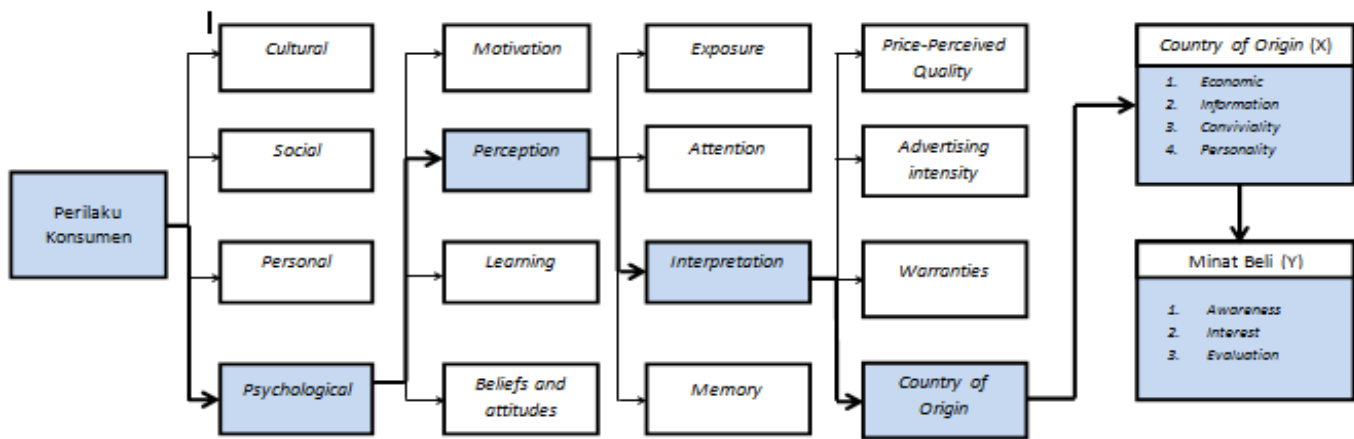 Perilaku
Konsumen
Cultural
Social
Personal
Psychological
Motivation
Perception
Learning
Beliefs and
attitudes
Exposure
Attention
Interpretation
Memory
Price-Perceived
Quality
Advertising
intensity
Warranties
Country of
Origin
Country of Origin (X)
1. Economic
2. Information
3. Conviviality
4. Personality
Minat Beli (Y)
1. Awareness
2. Interest
3. Evaluation